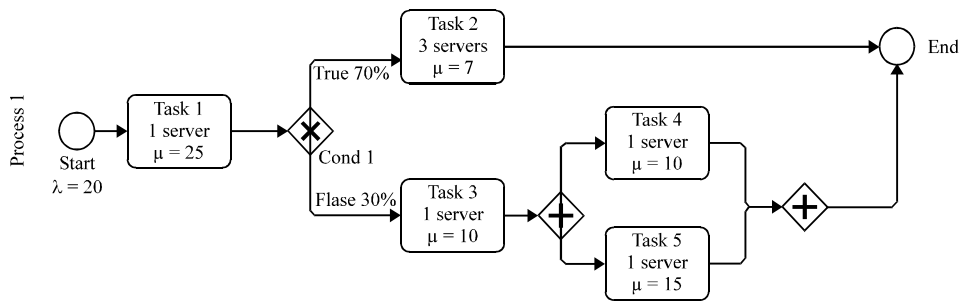 Process 1
Start
λ = 20
Task 1
1 server
μ = 25
Cond 1
True 70%
Flase 30%
Task 2
3 servers
μ = 7
Task 3
1 server
μ = 10
Task 4
1 server
μ = 10
Task 5
1 server
μ = 15
End